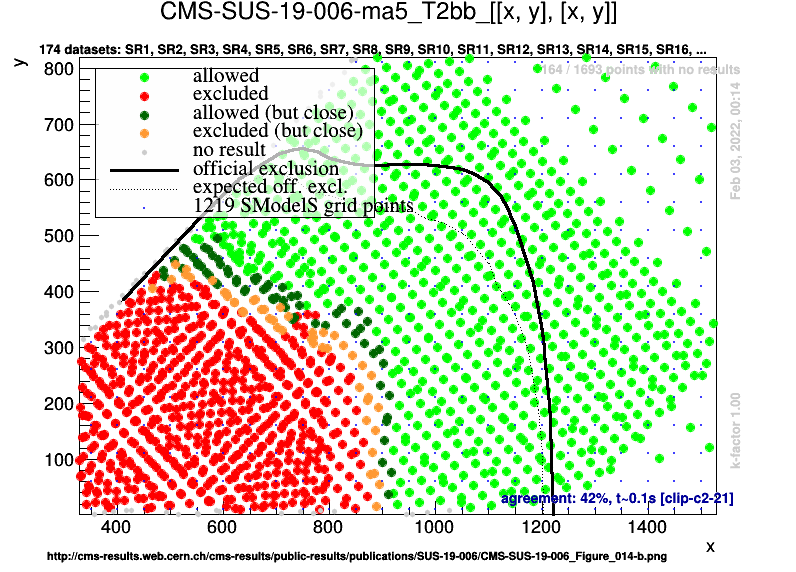 CMS-SUS-19-006-ma5_T2bb_[[x, y], [x, y]]
174 datasets: SR1, SR2, SR3, SR4, SR5, SR6, SR7, SR8, SR9, SR10, SR11, SR12, SR13, SR14, SR15, SR16, ...
y
164 / 1693 points with no results
allowed
excluded
allowed (but close)
excluded (but close)
no result
official exclusion
expected off. excl.
1219 SModelS grid points
800
700
600
500
400
300
200
100
Feb 03, 2022, 00:14
k-factor 1.00
agreement: 42%, t~0.1s [clip-c2-21]
400 600 800 1000 1200 1400
x
http://cms-results.web.cern.ch/cms-results/public-results/publications/SUS-19-006/CMS-SUS-19-006_Figure_014-b.png